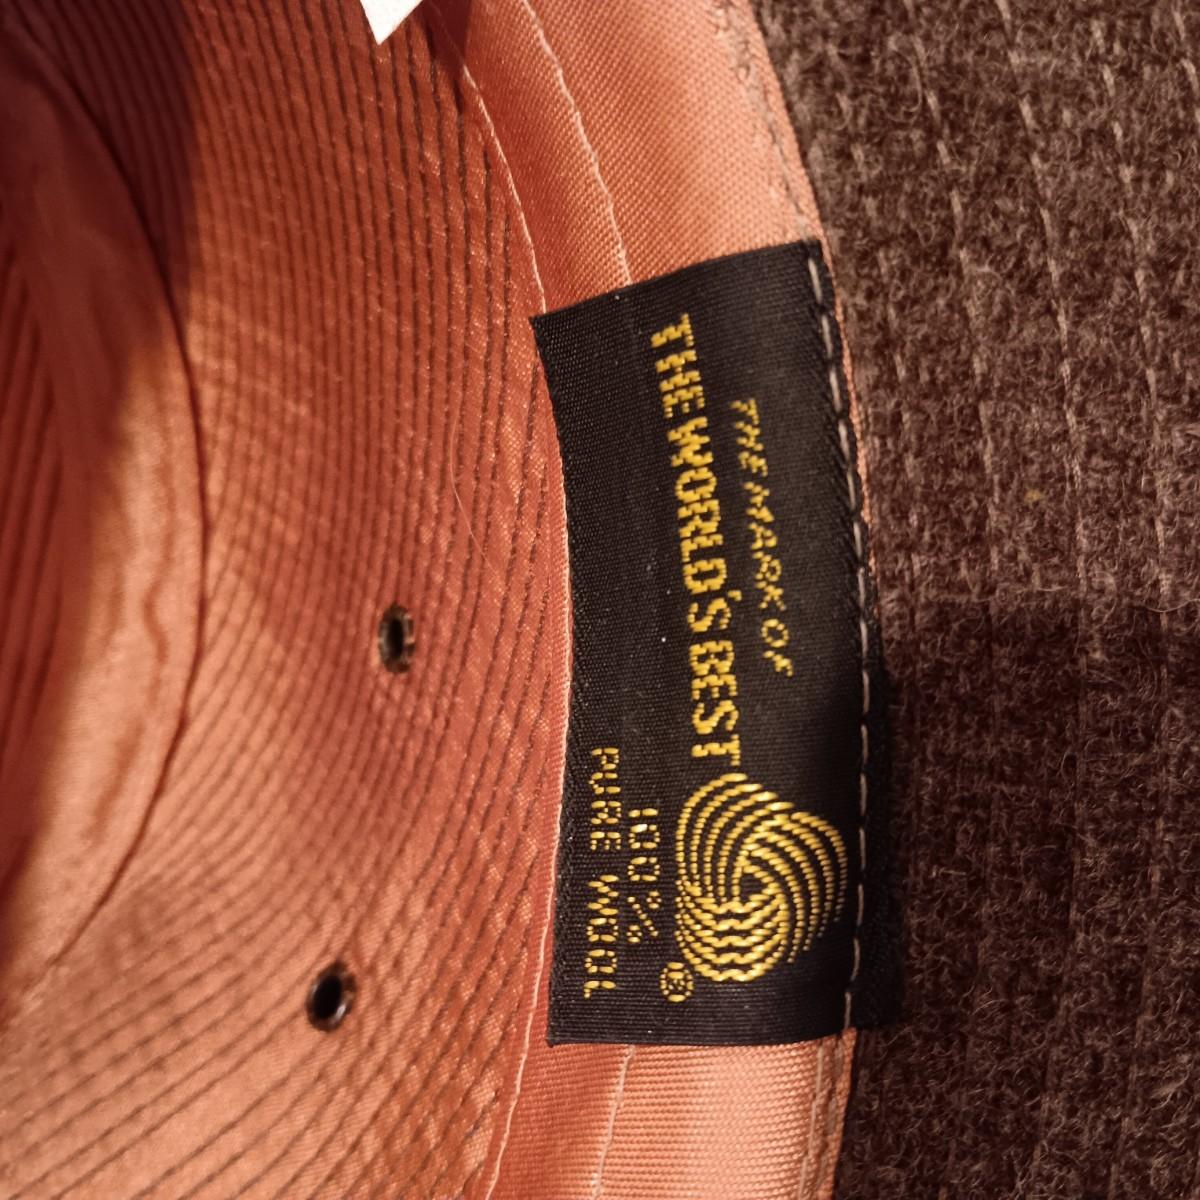 THE MARK OF
THE WORLD'S BEST
®
100%
PURE WOOL